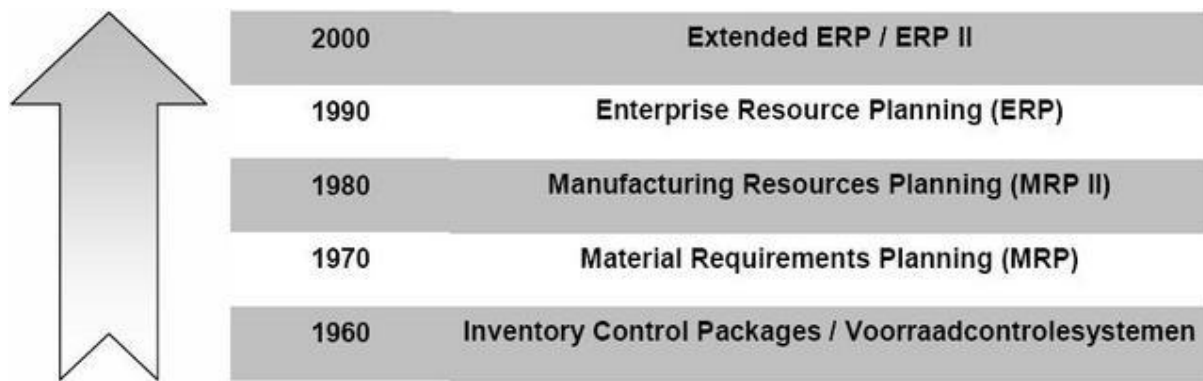 2000 Extended ERP / ERP II
1990 Enterprise Resource Planning (ERP)
1980 Manufacturing Resources Planning (MRP II)
1970 Material Requirements Planning (MRP)
1960 Inventory Control Packages / Voorraadcontrolesystemen